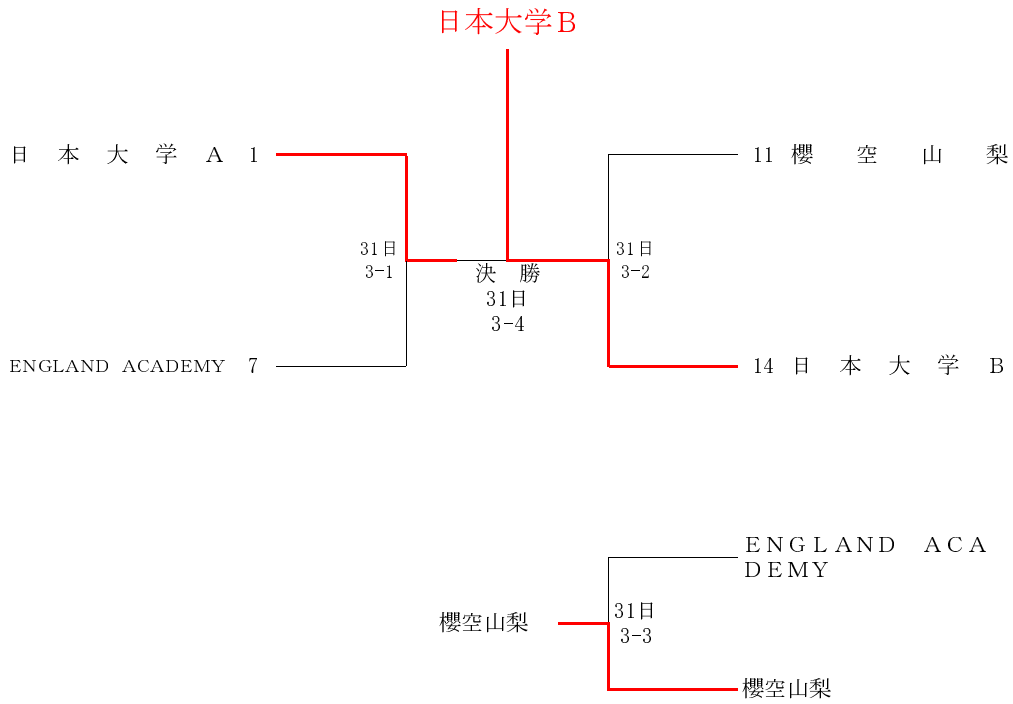 日本大学Ｂ
日本大学Ａ 1
11 櫻空山梨
31日
3-1
31日
3-2
決勝
31日
3-4
ENGLAND ACADEMY 7
14 日本大学Ｂ
ＥＮＧＬＡＮＤ ＡＣＡ
ＤＥＭＹ
櫻空山梨
31日
3-3
櫻空山梨